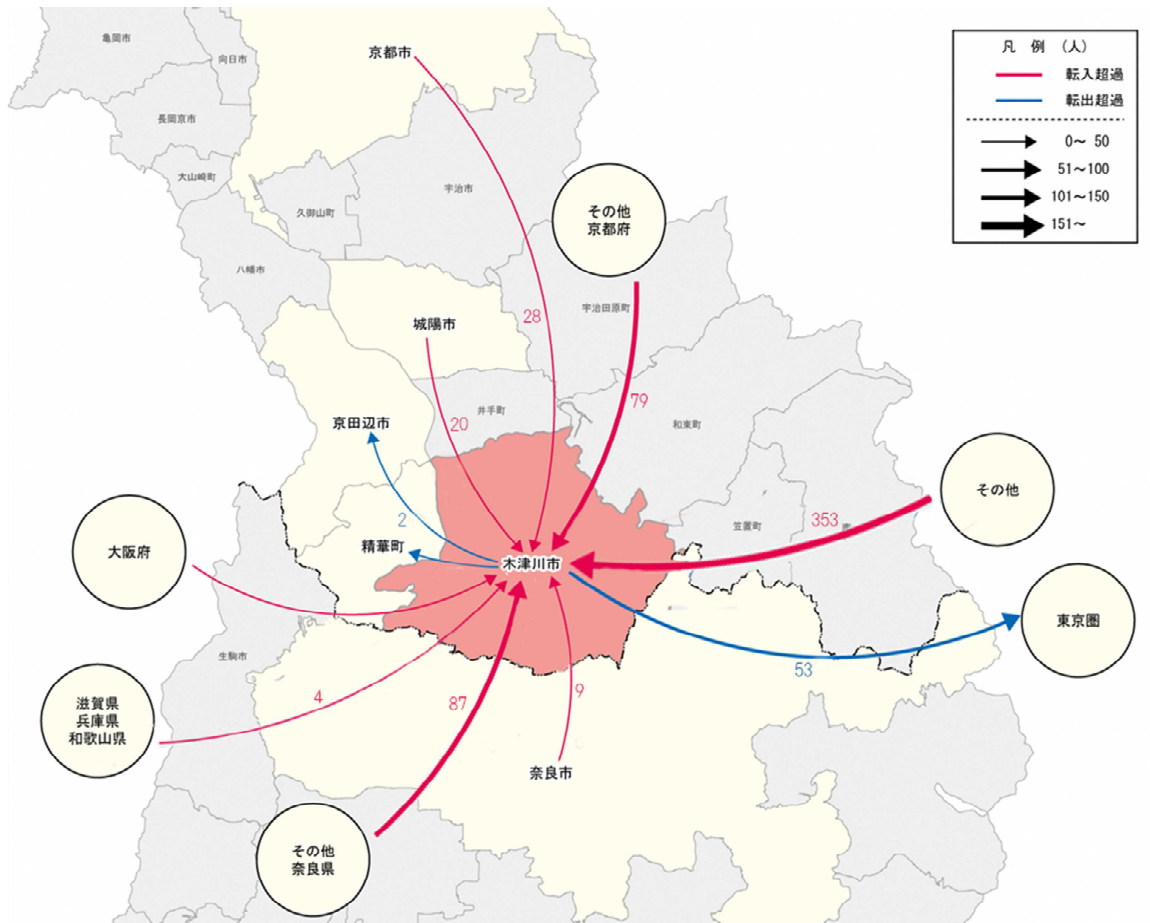 亀岡市
向日市
京都市
凡 例 (人)
転入超過
転出超過
0~ 50
51~100
101~150
151~
長岡京市
大山崎町
宇治市
久御山町
その他
京都府
八幡市
宇治田原町
28
城陽市
79
井手町
20
和束町
京田辺市
その他
353
笠置町
2
精華町
木津川市
大阪府
東京圏
生駒市
53
4
87
9
滋賀県
兵庫県
和歌山県
奈良市
その他
奈良県